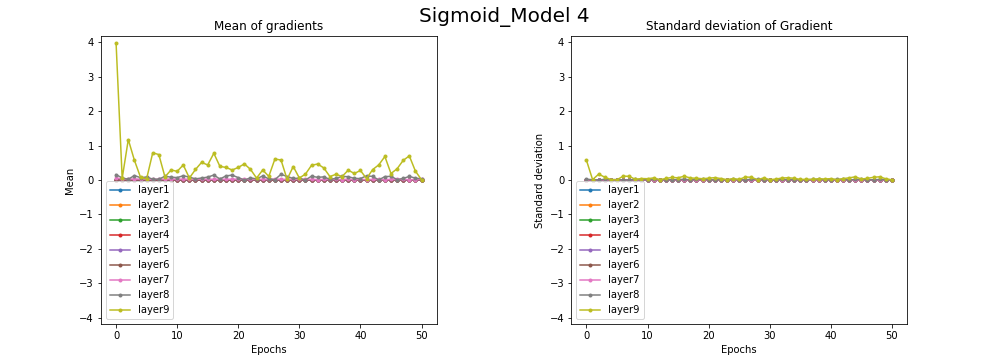 Sigmoid_Model 4
Mean of gradients
4
3
2
1
0
−1
−2
−3
−4
Mean
layer1
layer2
layer3
layer4
layer5
layer6
layer7
layer8
layer9
0 10 20 30 40 50
Epochs
Standard deviation of Gradient
4
3
2
1
0
−1
−2
−3
−4
Standard deviation
layer1
layer2
layer3
layer4
layer5
layer6
layer7
layer8
layer9
0 10 20 30 40 50
Epochs